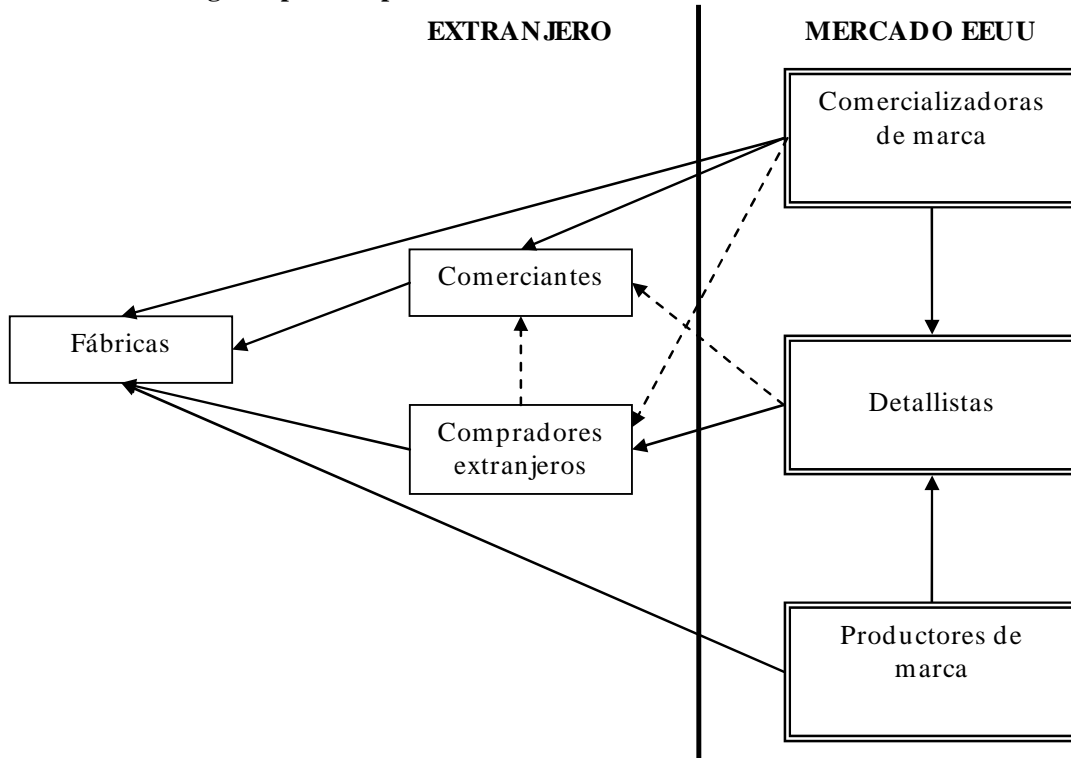 EXTRANJERO
MERCADO EEUU
Comercializadoras
de marca
Comerciantes
Fábricas
Detallistas
Compradores
extranjeros
Productores de
marca